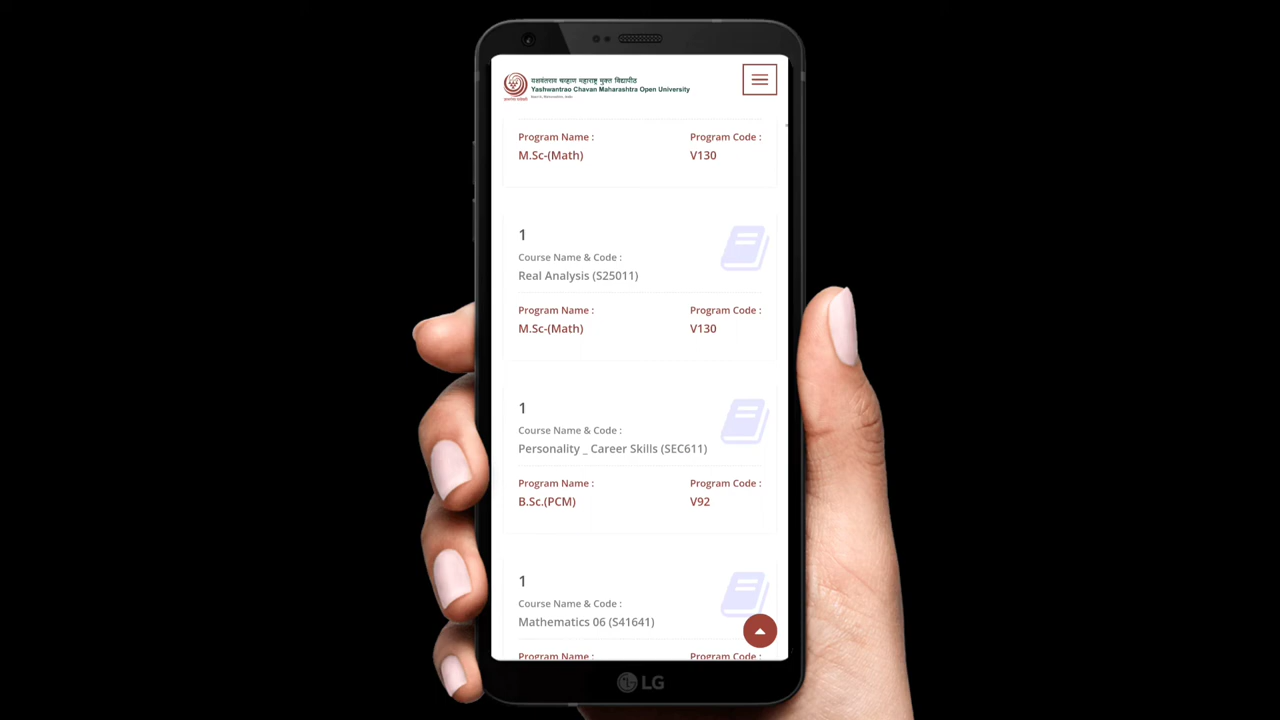 यशवंतराव चव्हाण महाराष्ट्र मुक्त विद्यापीठ
Yashwantrao Chavan Maharashtra Open University
Program Name :
Program Code :
M.Sc-(Math)
V130
1
Course Name & Code :
Real Analysis (S25011)
Program Name :
Program Code :
M.Sc-(Math)
V130
1
Course Name & Code :
Personality _ Career Skills (SEC611)
Program Name :
Program Code :
B.Sc.(PCM)
V92
1
Course Name & Code :
Mathematics 06 (S41641)
Program Name :
Program Code :
LG